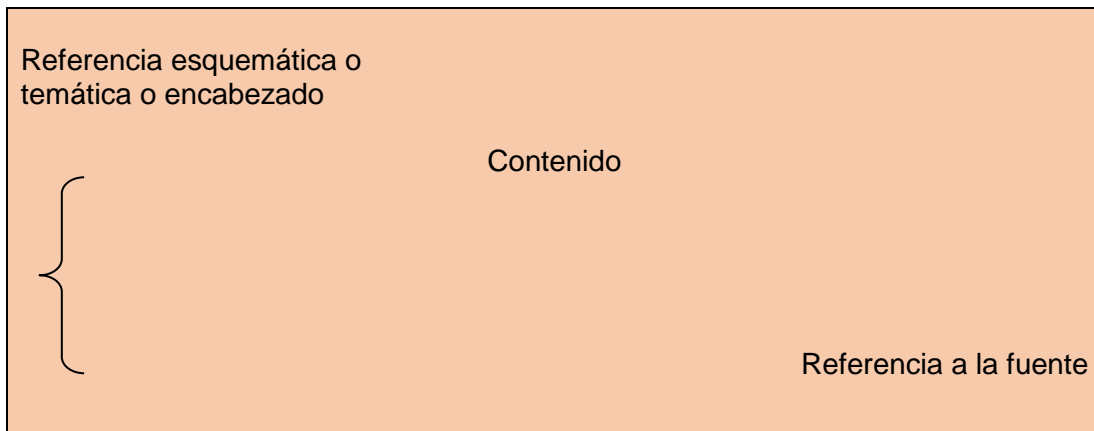 Referencia esquemática o
temática o encabezado
Contenido
Referencia a la fuente